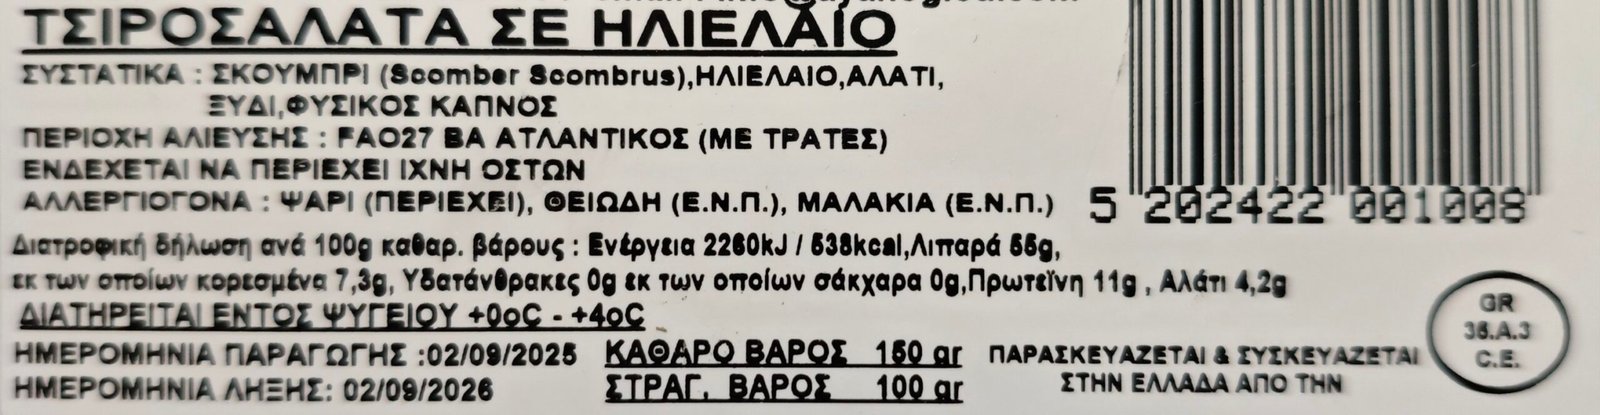 ΤΣΙΡΟΣΑΛΑΤΑ ΣΕ ΗΛΙΕΛΑΙΟ
ΣΥΣΤΑΤΙΚΑ : ΣΚΟΥΜΠΡΙ (Scomber Scombrus),ΗΛΙΕΛΑΙΟ,ΑΛΑΤΙ,
ΞΥΔΙ,ΦΥΣΙΚΟΣ ΚΑΠΝΟΣ
ΠΕΡΙΟΧΗ ΑΛΙΕΥΣΗΣ : FAO27 ΒΑ ΑΤΛΑΝΤΙΚΟΣ (ΜΕ ΤΡΑΤΕΣ)
ΕΝΔΕΧΕΤΑΙ ΝΑ ΠΕΡΙΕΧΕΙ ΙΧΝΗ ΟΣΤΩΝ
ΑΛΛΕΡΓΙΟΓΟΝΑ : ΨΑΡΙ (ΠΕΡΙΕΧΕΙ), ΘΕΙΩΔΗ (Ε.Ν.Π.), ΜΑΛΑΚΙΑ (Ε.Ν.Π.)
5 202422 001008
Διατροφική δήλωση ανά 100g καθαρ. βάρους : Ενέργεια 2260kJ / 538kcal,Λιπαρά 55g,
εκ των οποίων κορεσμένα 7,3g, Υδατάνθρακες 0g εκ των οποίων σάκχαρα 0g,Πρωτεΐνη 11g , Αλάτι 4,2g
ΔΙΑΤΗΡΕΙΤΑΙ ΕΝΤΟΣ ΨΥΓΕΙΟΥ +0oC - +4oC
ΗΜΕΡΟΜΗΝΙΑ ΠΑΡΑΓΩΓΗΣ :02/09/2025
ΗΜΕΡΟΜΗΝΙΑ ΛΗΞΗΣ: 02/09/2026
ΚΑΘΑΡΟ ΒΑΡΟΣ 150 gr
ΣΤΡΑΓ. ΒΑΡΟΣ 100 gr
ΠΑΡΑΣΚΕΥΑΖΕΤΑΙ & ΣΥΣΚΕΥΑΖΕΤΑΙ
ΣΤΗΝ ΕΛΛΑΔΑ ΑΠΟ ΤΗΝ
GR
36.A.3
C.E.